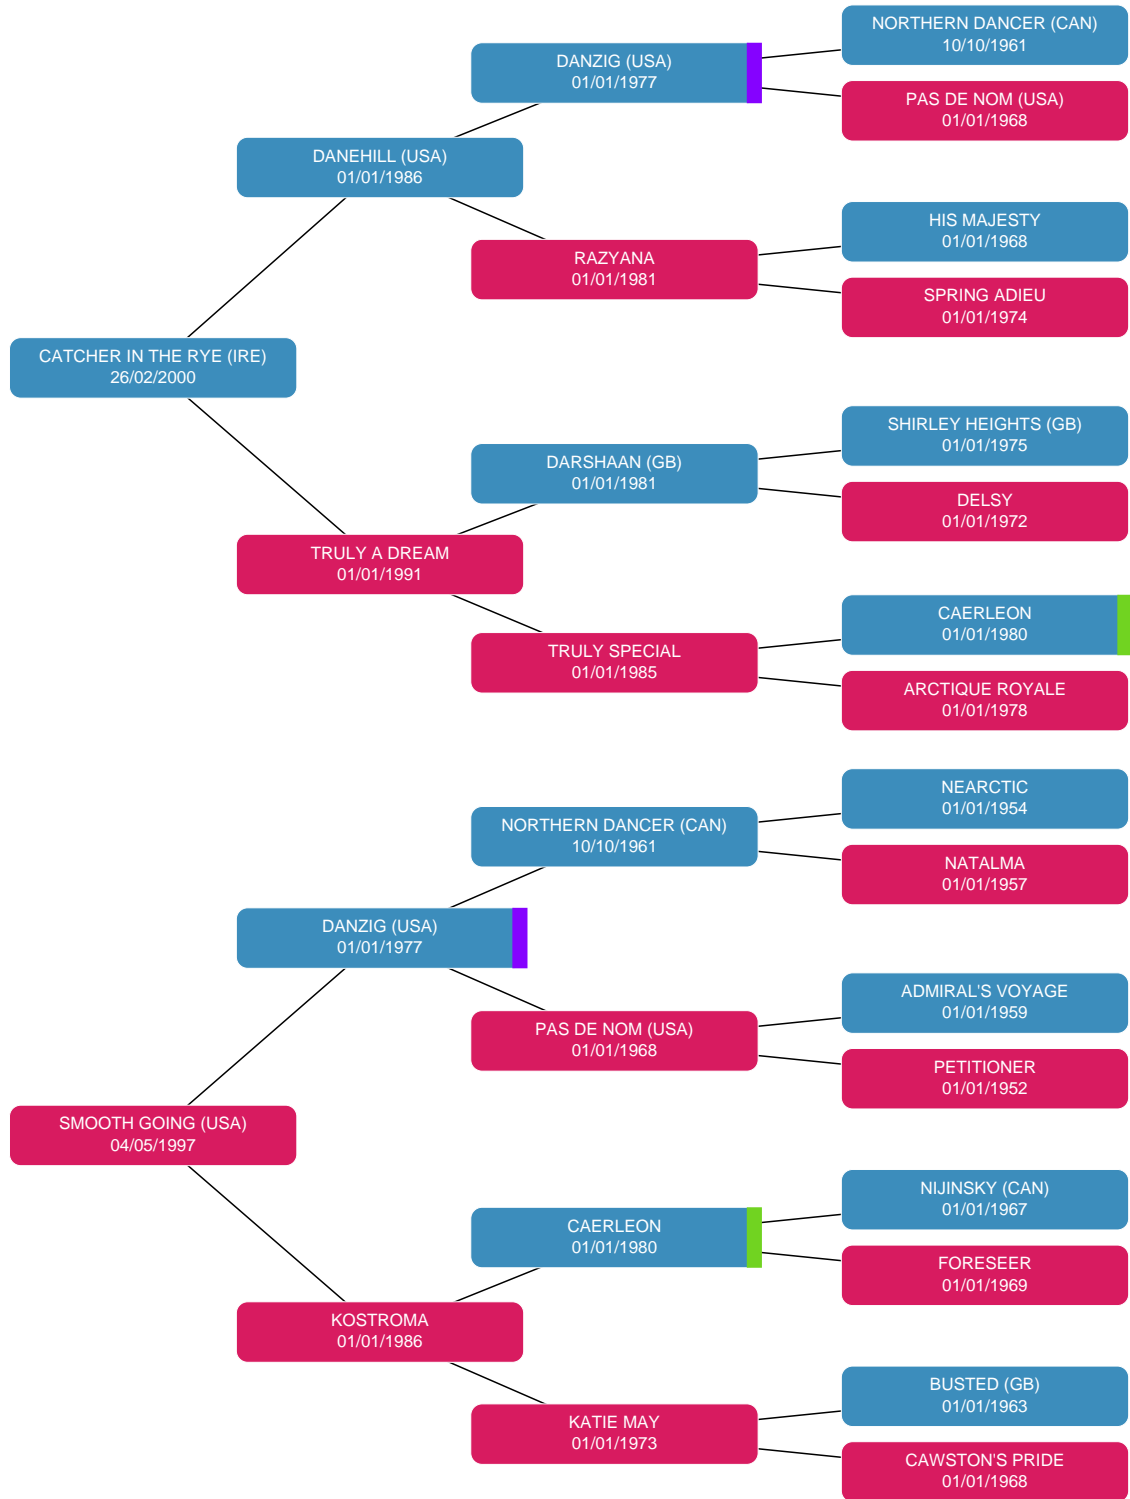 NORTHERN DANCER (CAN)
10/10/1961
DANZIG (USA)
01/01/1977
PAS DE NOM (USA)
01/01/1968
DANEHILL (USA)
01/01/1986
HIS MAJESTY
01/01/1968
RAZYANA
01/01/1981
SPRING ADIEU
01/01/1974
CATCHER IN THE RYE (IRE)
26/02/2000
SHIRLEY HEIGHTS (GB)
01/01/1975
DARSHAAN (GB)
01/01/1981
DELSY
01/01/1972
TRULY A DREAM
01/01/1991
CAERLEON
01/01/1980
TRULY SPECIAL
01/01/1985
ARCTIQUE ROYALE
01/01/1978
NEARCTIC
01/01/1954
NORTHERN DANCER (CAN)
10/10/1961
NATALMA
01/01/1957
DANZIG (USA)
01/01/1977
ADMIRAL'S VOYAGE
01/01/1959
PAS DE NOM (USA)
01/01/1968
PETITIONER
01/01/1952
SMOOTH GOING (USA)
04/05/1997
NIJINSKY (CAN)
01/01/1967
CAERLEON
01/01/1980
FORESEER
01/01/1969
KOSTROMA
01/01/1986
BUSTED (GB)
01/01/1963
KATIE MAY
01/01/1973
CAWSTON'S PRIDE
01/01/1968